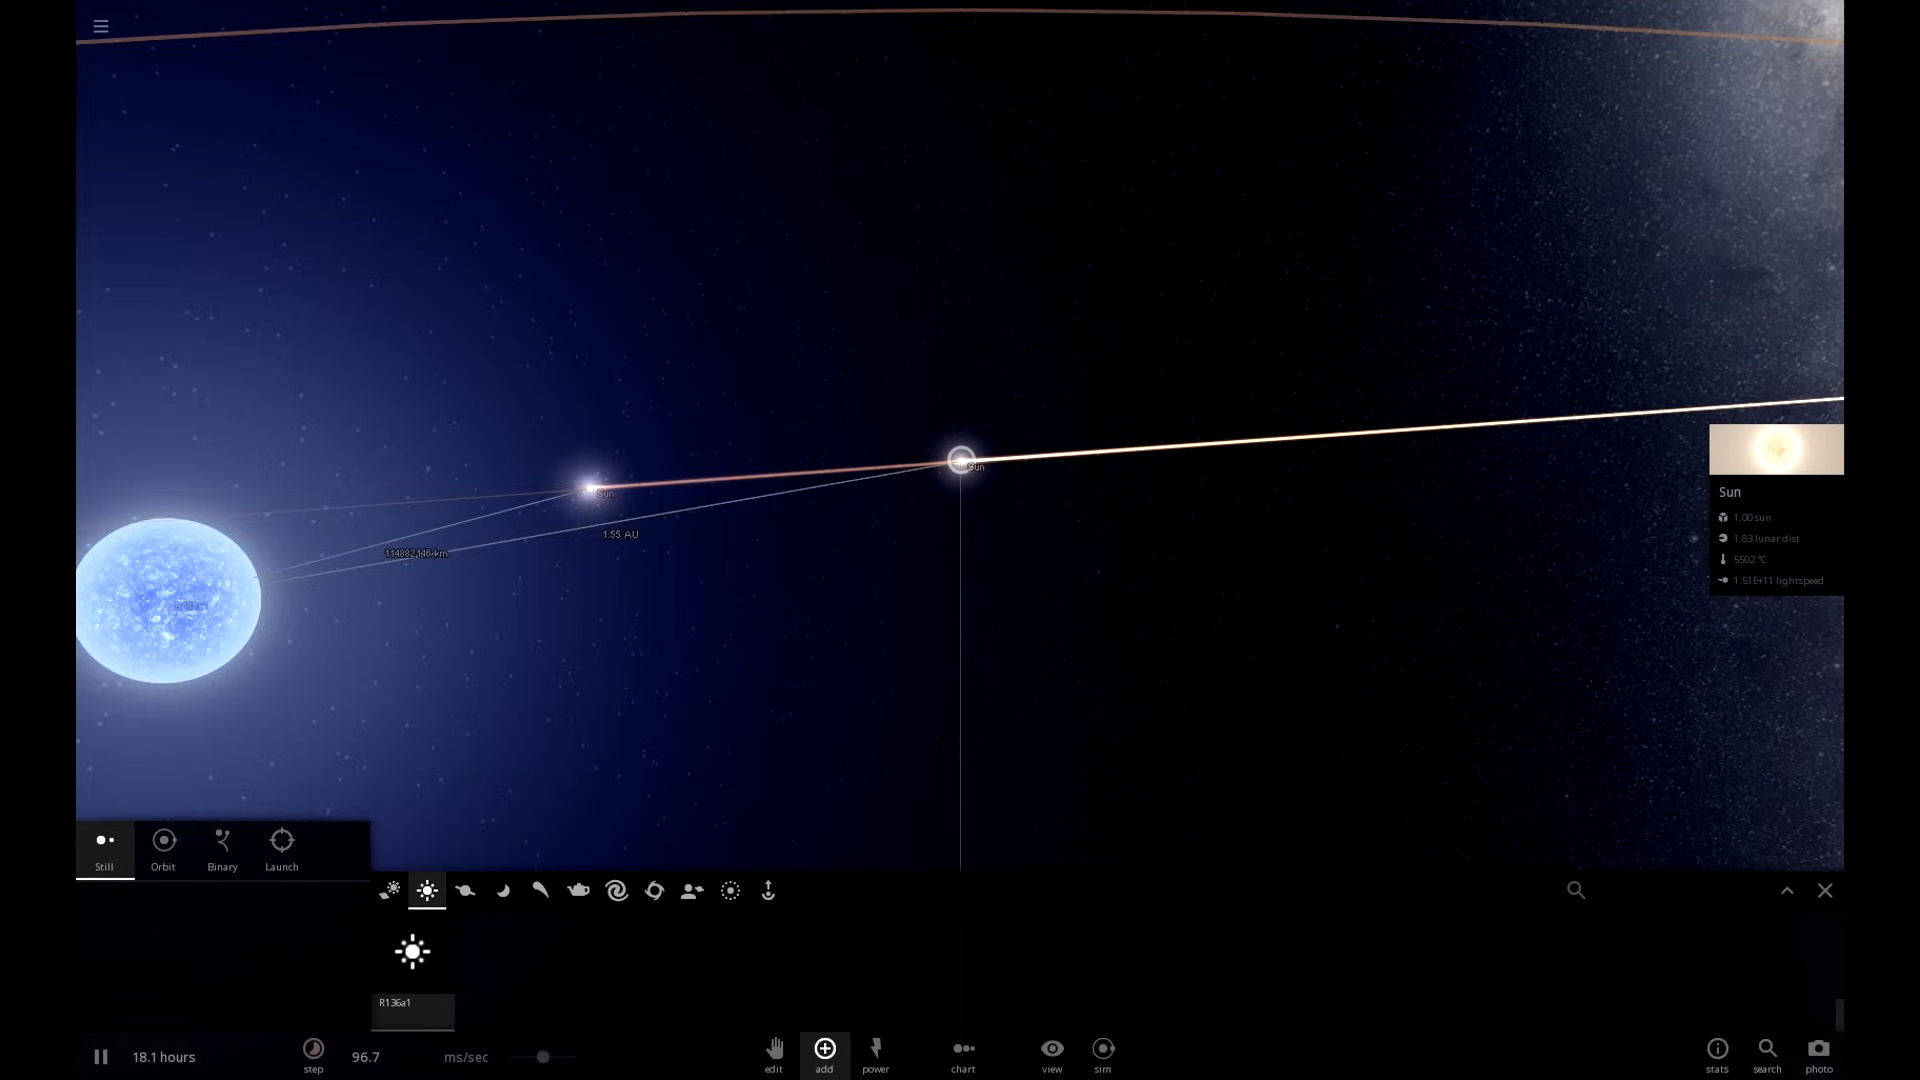 Sun
Sun
1.55 AU
Sun
1.00 sun
1.83 lunar dist
5502 °C
1.51E+11 lightspeed
Still
Orbit
Binary
Launch
R136a1
18.1 hours
step
96.7
ms/sec
edit
add
power
chart
view
sim
stats
search
photo